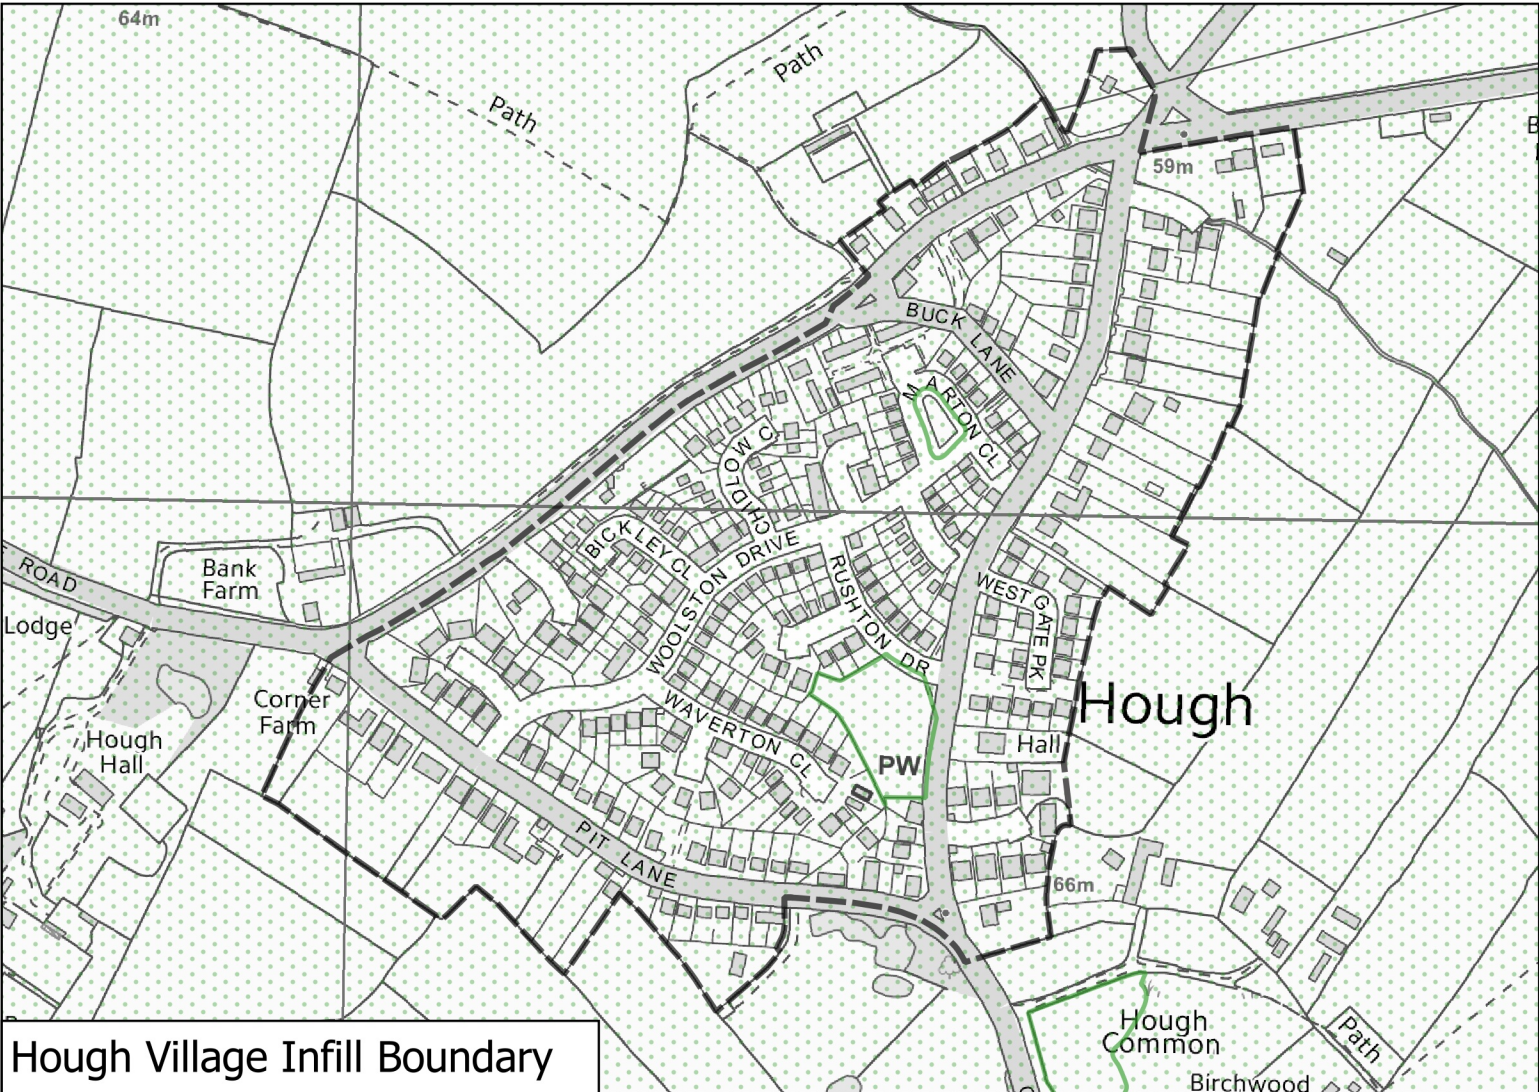 64m
Path
Path
59m
BUCK LANE
MARTON CL
CHIDLOW C
BICKLEY CL
WOOLSTON DRIVE
RUSHTON DR
WEST GATE PK
ROAD
Bank
Farm
Lodge
Corner
Farm
Hough
Hall
WAVERTON CL
Hough
Hall
PW
PIT LANE
66m
Hough
Common
Path
Birchwood
Hough Village Infill Boundary